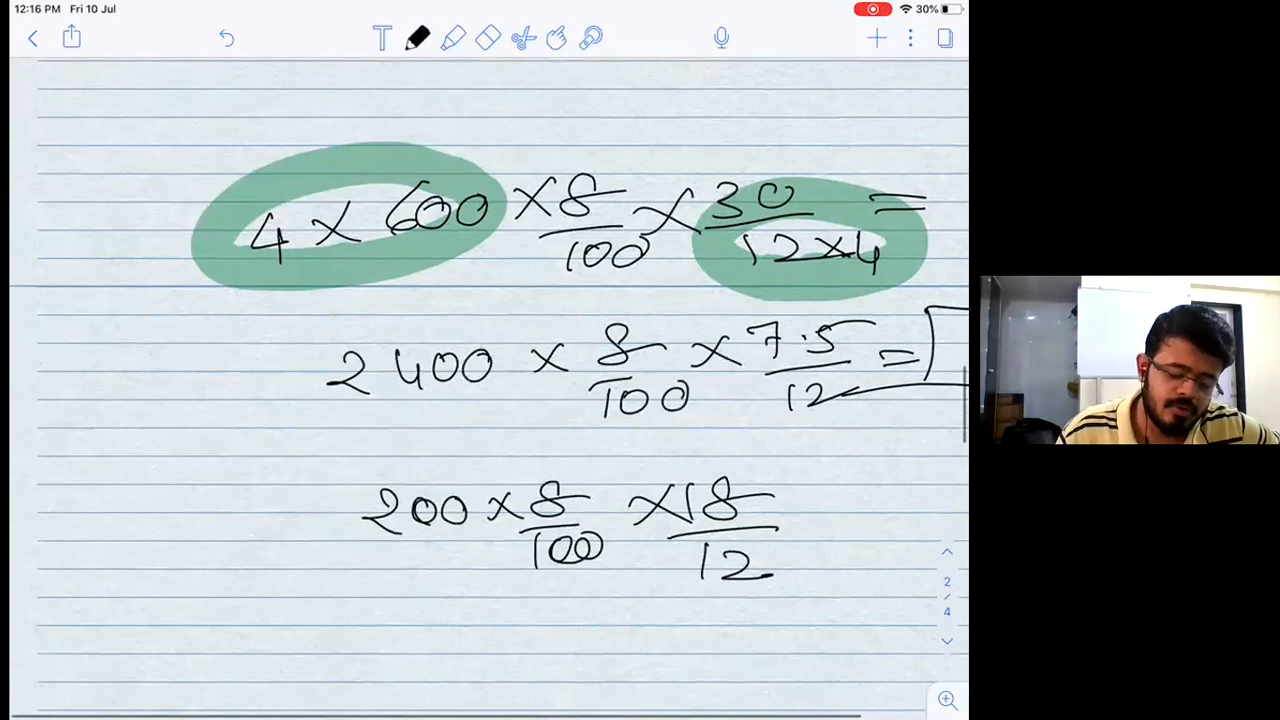 12:16 PM Fri 10 Jul
30%
T
4 × 600 × 8/100 × 30/12×4 =
2400 × 8/100 × 7.5/12 =
200 × 8/100 × 18/12
2
/
4